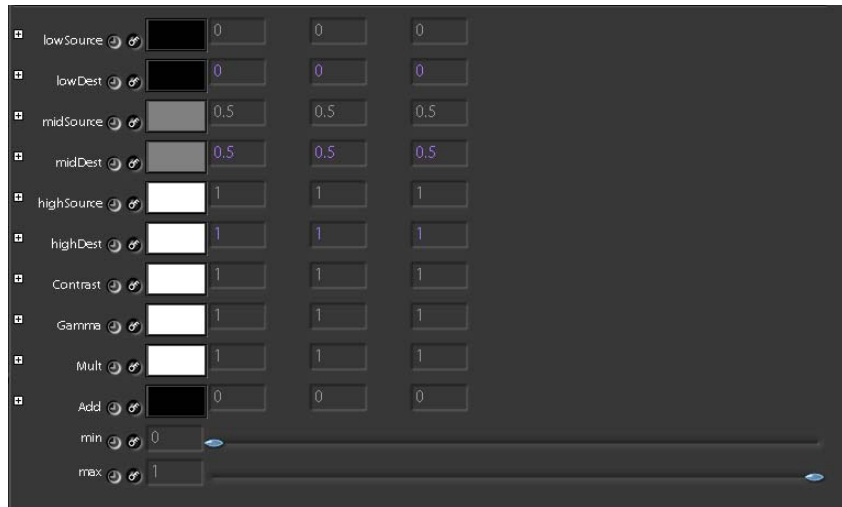 lowSource 0 0 0
lowDest 0 0 0
midSource 0.5 0.5 0.5
midDest 0.5 0.5 0.5
highSource 1 1 1
highDest 1 1 1
Contrast 1 1 1
Gamma 1 1 1
Mult 1 1 1
Add 0 0 0
min 0
max 1